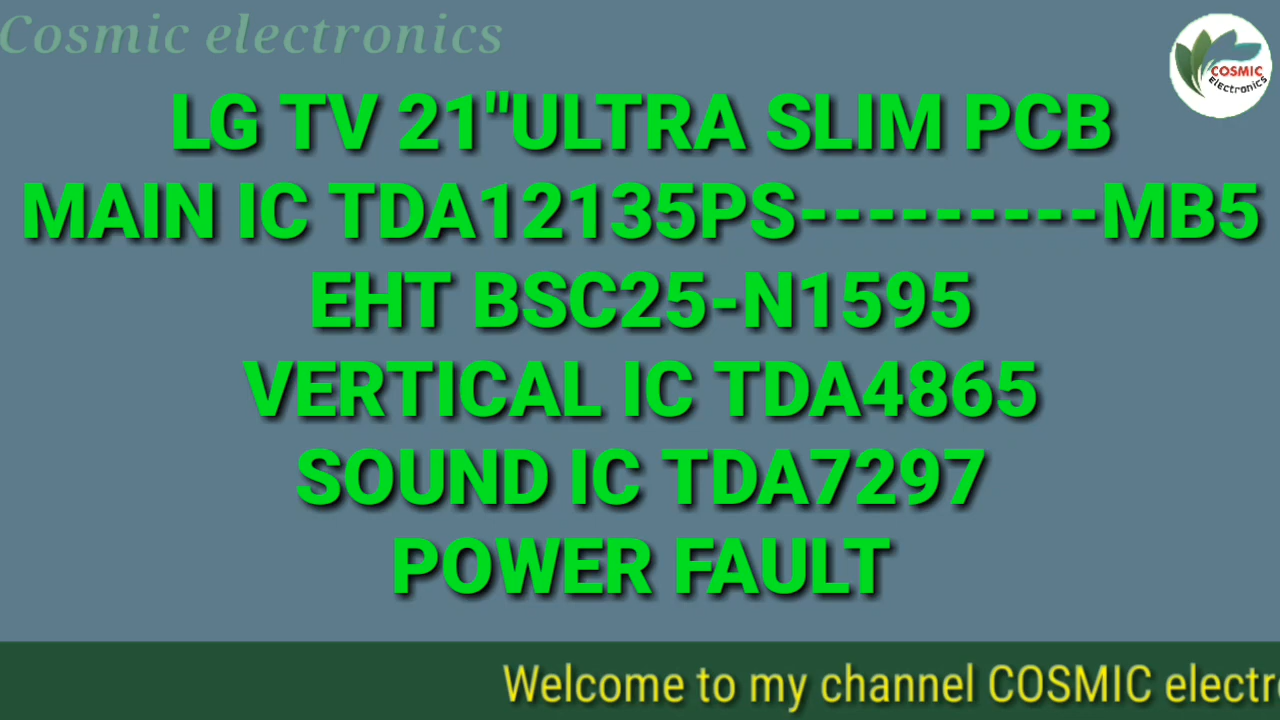 Cosmic electronics
COSMIC
Electronics
LG TV 21"ULTRA SLIM PCB
MAIN IC TDA12135PS---------MB5
EHT BSC25-N1595
VERTICAL IC TDA4865
SOUND IC TDA7297
POWER FAULT
Welcome to my channel COSMIC electr